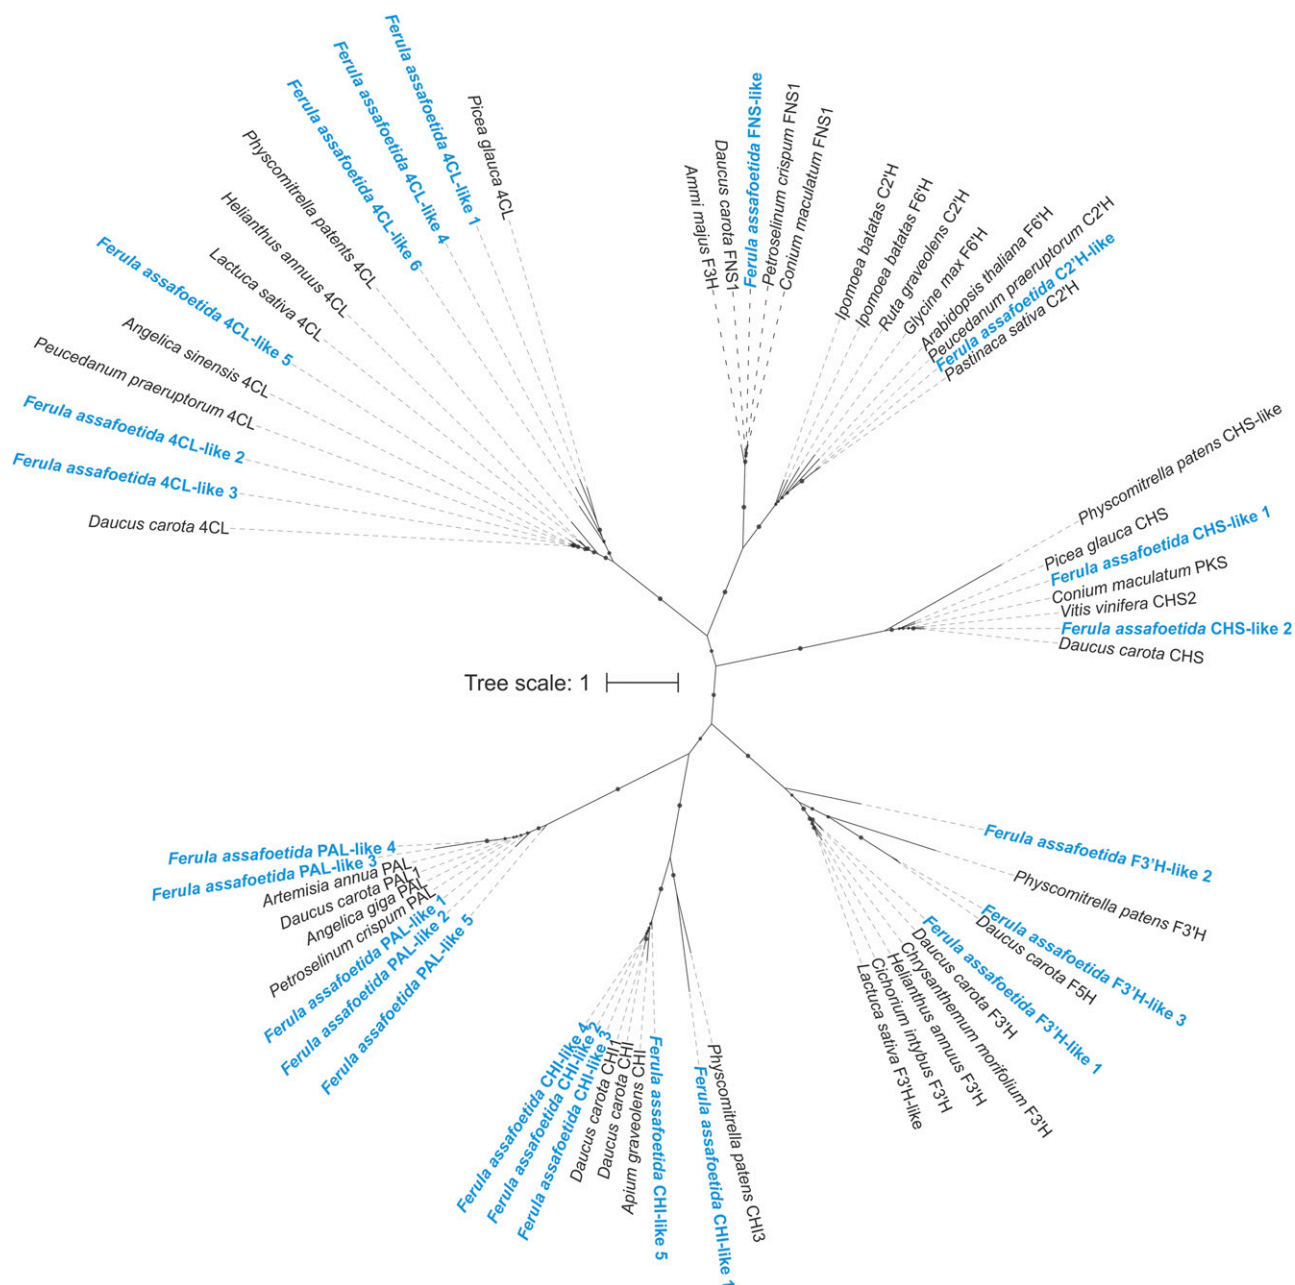 Ferula assafoetida 4CL-like 1
Ferula assafoetida 4CL-like 4
Ferula assafoetida 4CL-like 6
Picea glauca 4CL
Physcomitrella patents 4CL
Helianthus annuus 4CL
Lactuca sativa 4CL
Ferula assafoetida 4CL-like 5
Angelica sinensis 4CL
Peucedanum praeruptorum 4CL
Ferula assafoetida 4CL-like 2
Ferula assafoetida 4CL-like 3
Daucus carota 4CL
Ammi majus F3H
Daucus carota FNS1
Ferula assafoetida FNS-like
Petroselinum crispum FNS1
Conium maculatum FNS1
Ipomoea batatas C2'H
Ipomoea batatas F6'H
Ruta graveolens C2'H
Glycine max F6'H
Arabidopsis thaliana F6'H
Peucedanum praeruptorum C2'H
Ferula assafoetida C2'H-like
Pastinaca sativa C2'H
Physcomitrella patens CHS-like
Picea glauca CHS
Ferula assafoetida CHS-like 1
Conium maculatum PKS
Vitis vinifera CHS2
Ferula assafoetida CHS-like 2
Daucus carota CHS
Tree scale: 1
Ferula assafoetida F3'H-like 2
Physcomitrella patens F3'H
Ferula assafoetida F3'H-like 3
Daucus carota F5H
Ferula assafoetida F3'H-like 1
Daucus carota F3'H
Chrysanthemum morifolium F3'H
Helianthus annuus F3'H
Cichorium intybus F3'H
Lactuca sativa F3'H-like
Physcomitrella patens CHI3
Ferula assafoetida CHI-like 1
Ferula assafoetida CHI-like 5
Apium graveolens CHI
Daucus carota CHI
Daucus carota CHI1
Ferula assafoetida CHI-like 3
Ferula assafoetida CHI-like 2
Ferula assafoetida CHI-like 4
Ferula assafoetida PAL-like 5
Ferula assafoetida PAL-like 2
Ferula assafoetida PAL-like 1
Petroselinum crispum PAL
Angelica giga PAL
Daucus carota PAL1
Artemisia annua PAL
Ferula assafoetida PAL-like 3
Ferula assafoetida PAL-like 4